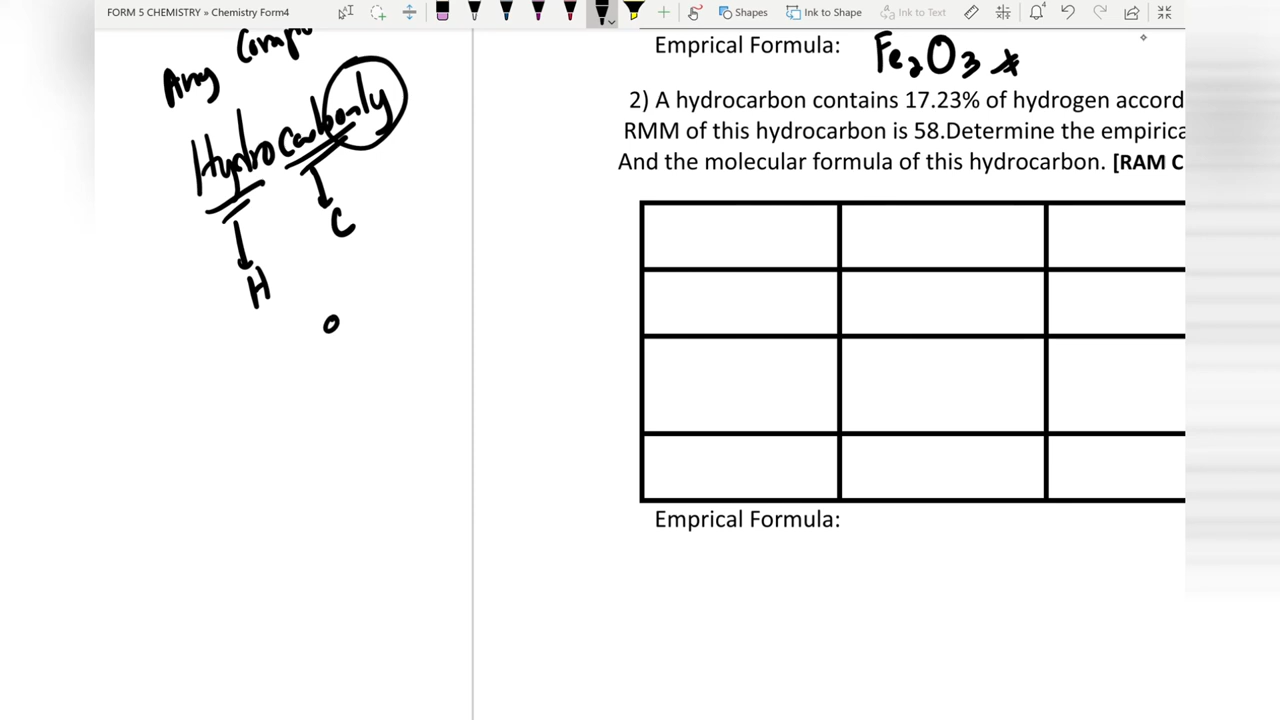 FORM 5 CHEMISTRY » Chemistry Form4
Shapes
Ink to Shape
Ink to Text
Any
Hydrocarbonly
H
C
Emprical Formula: Fe₂O₃
2) A hydrocarbon contains 17.23% of hydrogen accord
RMM of this hydrocarbon is 58.Determine the empirica
And the molecular formula of this hydrocarbon. [RAM C
Emprical Formula: